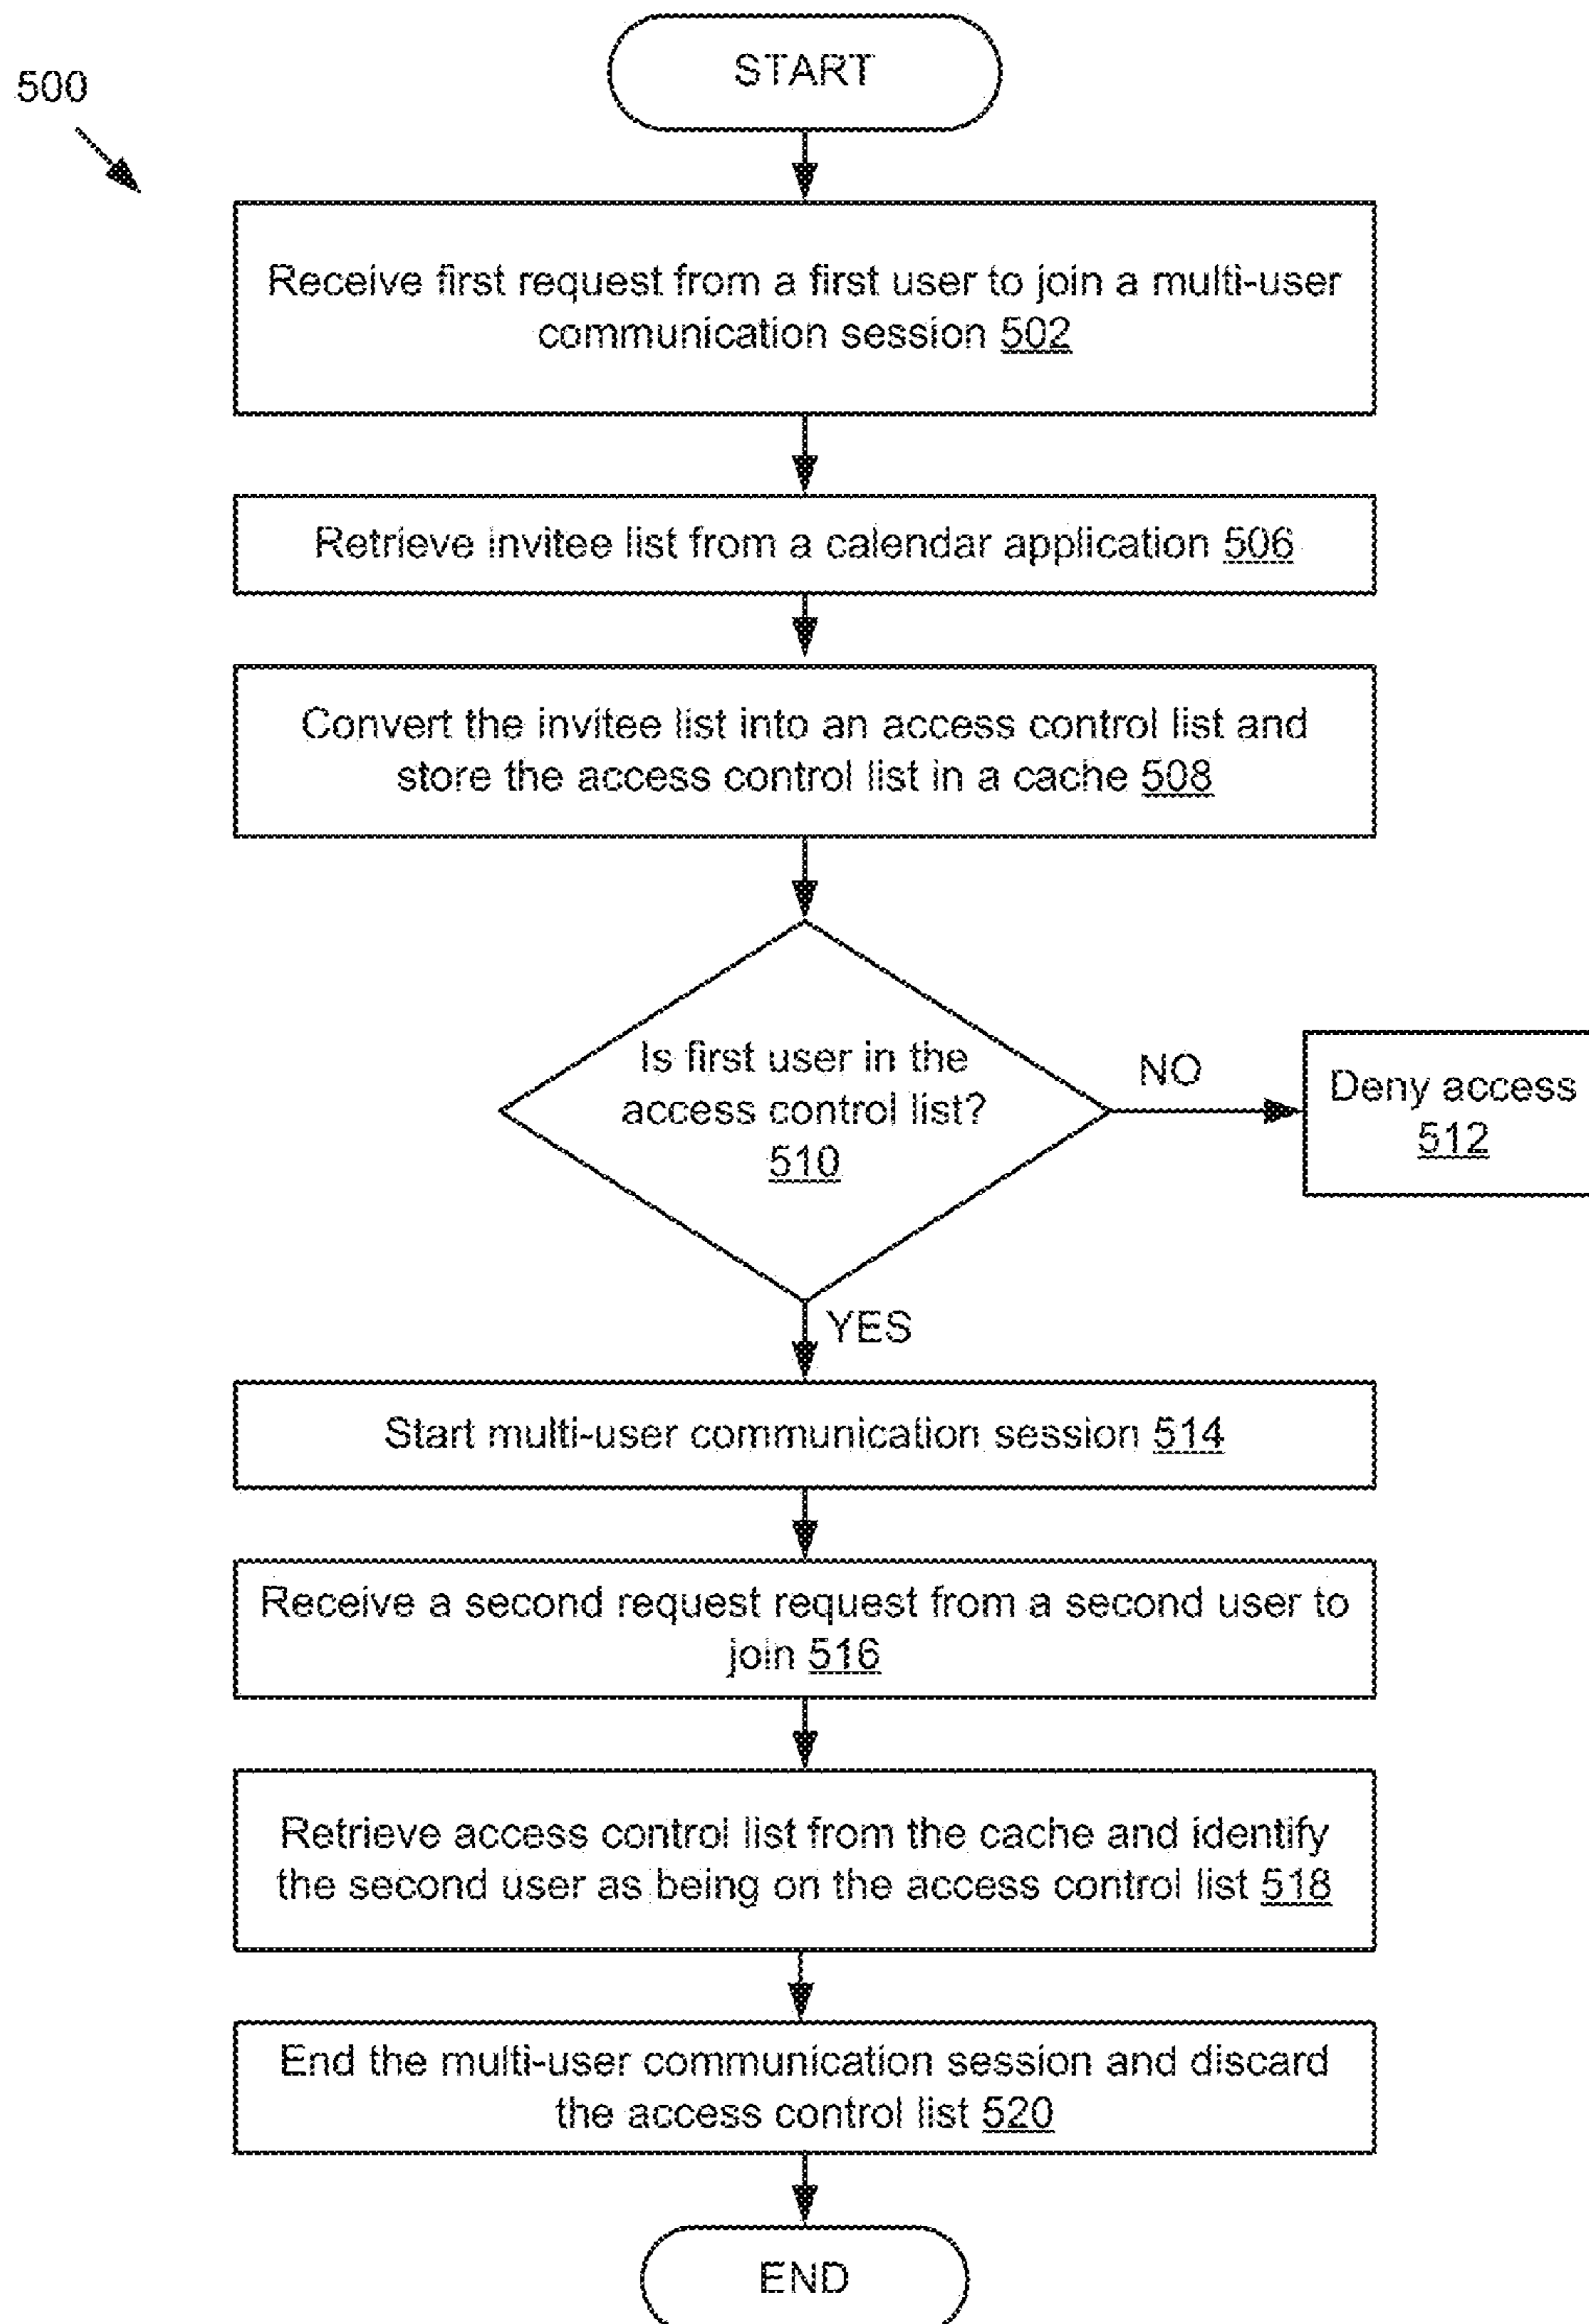 START
500
Receive first request from a first user to join a multi-user
communication session 502
Retrieve invitee list from a calendar application 506
Convert the invitee list into an access control list and
store the access control list in a cache 508
Is first user in the
access control list?
510
NO
Deny access
512
YES
Start multi-user communication session 514
Receive a second request request from a second user to
join 516
Retrieve access control list from the cache and identify
the second user as being on the access control list 518
End the multi-user communication session and discard
the access control list 520
END